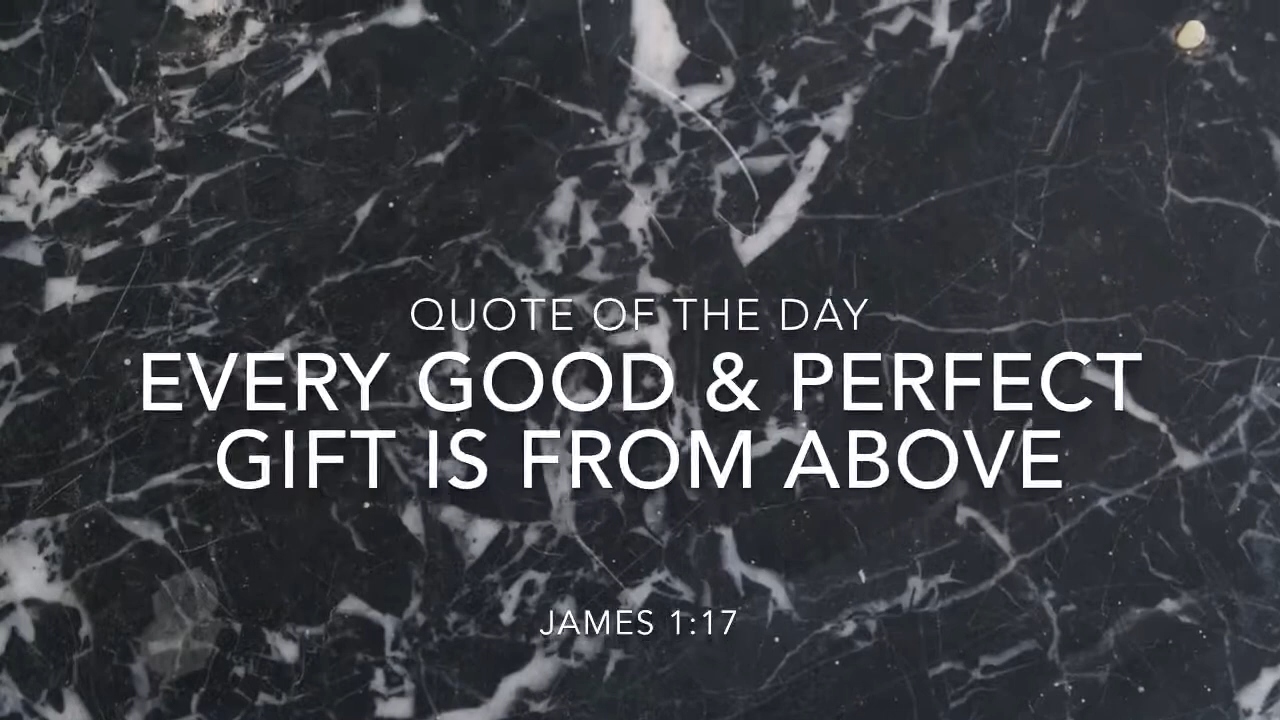 QUOTE OF THE DAY
EVERY GOOD & PERFECT
GIFT IS FROM ABOVE
JAMES 1:17